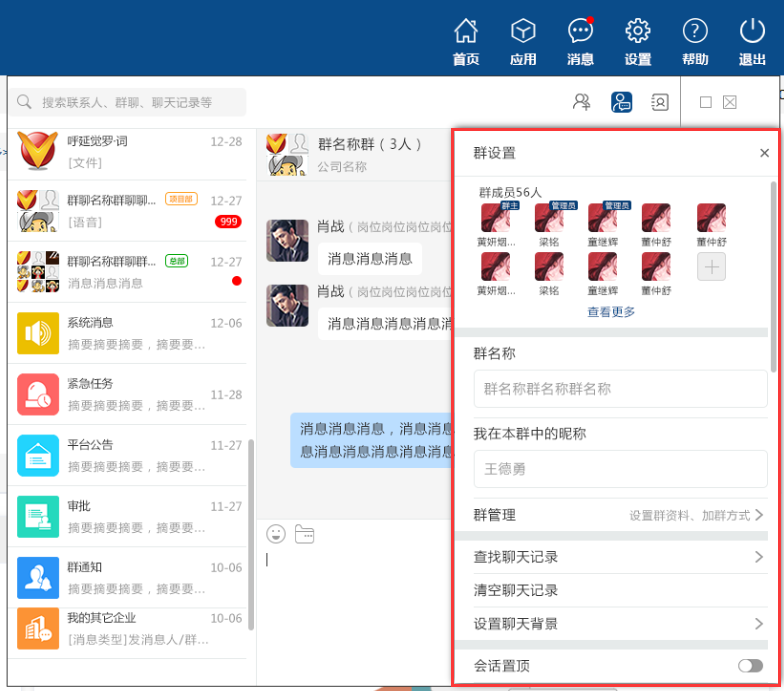 首页 应用 消息 设置 帮助 退出
搜索联系人、群聊、聊天记录等
呼延觉罗·词 12-28
[文件]
群聊名称群聊聊... 项目部 12-27
[语音] 999
群聊名称群聊群... 总部 12-27
消息消息消息
系统消息 12-06
摘要摘要摘要，摘要要...
紧急任务
摘要摘要摘要，摘要要... 11-28
平台公告 11-27
摘要摘要摘要，摘要要...
审批 11-27
摘要摘要摘要，摘要要...
群通知 10-06
摘要摘要摘要，摘要要...
我的其它企业 10-06
[消息类型]发消息人/群...
群名称群（3人）
公司名称
肖战（岗位岗位岗位岗位
消息消息消息
肖战（岗位岗位岗位岗位
消息消息消息消息消消
消息消息消息，消息消息
息消息消息消息消息消息
群设置
群成员56人
群主 管理员 管理员
黄妍烟... 梁铭 童继辉 董仲舒 董仲舒
黄妍烟... 梁铭 童继辉 董仲舒
查看更多
群名称
群名称群名称群名称
我在本群中的昵称
王德勇
群管理 设置群资料、加群方式
查找聊天记录
清空聊天记录
设置聊天背景
会话置顶